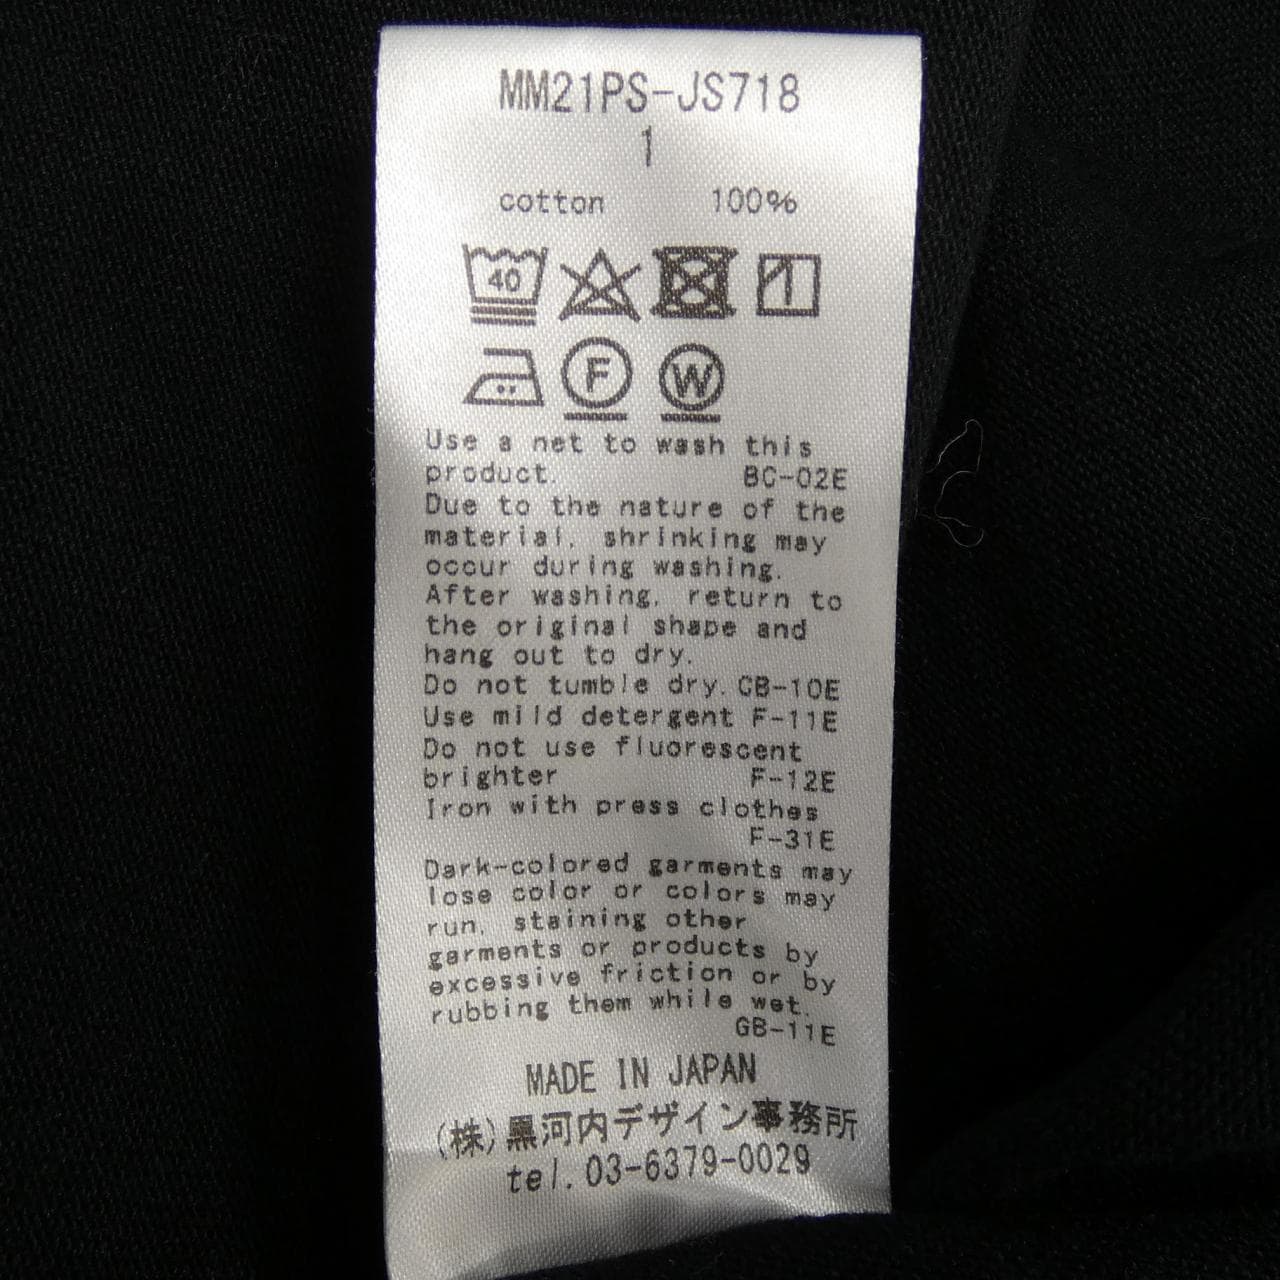 MM21PS-JS718
1
cotton 100%
40
F W
Use a net to wash this
product. BC-02E
Due to the nature of the
material, shrinking may
occur during washing.
After washing, return to
the original shape and
hang out to dry.
Do not tumble dry. GB-10E
Use mild detergent F-11E
Do not use fluorescent
brighter F-12E
Iron with press clothes
F-31E
Dark-colored garments may
lose color or colors may
run, staining other
garments or products by
excessive friction or by
rubbing them while wet.
GB-11E
MADE IN JAPAN
(株)黒河内デザイン事務所
tel. 03-6379-0029